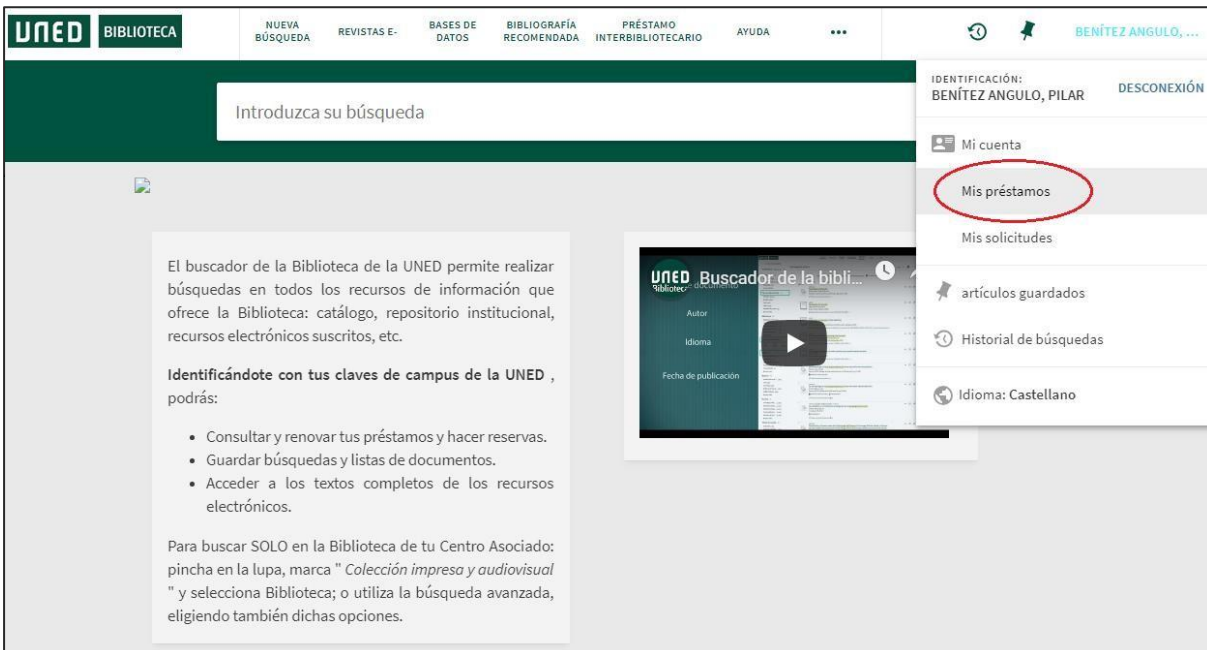 UNED BIBLIOTECA
NUEVA BÚSQUEDA
REVISTAS E-
BASES DE DATOS
BIBLIOGRAFÍA RECOMENDADA
PRÉSTAMO INTERBIBLIOTECARIO
AYUDA
•••
BENÍTEZ ANGULO, ...
IDENTIFICACIÓN:
BENÍTEZ ANGULO, PILAR
DESCONEXIÓN
Introduzca su búsqueda
Mi cuenta
Mis préstamos
Mis solicitudes
artículos guardados
Historial de búsquedas
Idioma: Castellano
El buscador de la Biblioteca de la UNED permite realizar
búsquedas en todos los recursos de información que
ofrece la Biblioteca: catálogo, repositorio institucional,
recursos electrónicos suscritos, etc.
Identificándote con tus claves de campus de la UNED ,
podrás:
• Consultar y renovar tus préstamos y hacer reservas.
• Guardar búsquedas y listas de documentos.
• Acceder a los textos completos de los recursos
electrónicos.
Para buscar SOLO en la Biblioteca de tu Centro Asociado:
pincha en la lupa, marca " Colección impresa y audiovisual
" y selecciona Biblioteca; o utiliza la búsqueda avanzada,
eligiendo también dichas opciones.
UNED Buscador de la bibli...
Biblioteca
documento
Autor
Idioma
Fecha de publicación